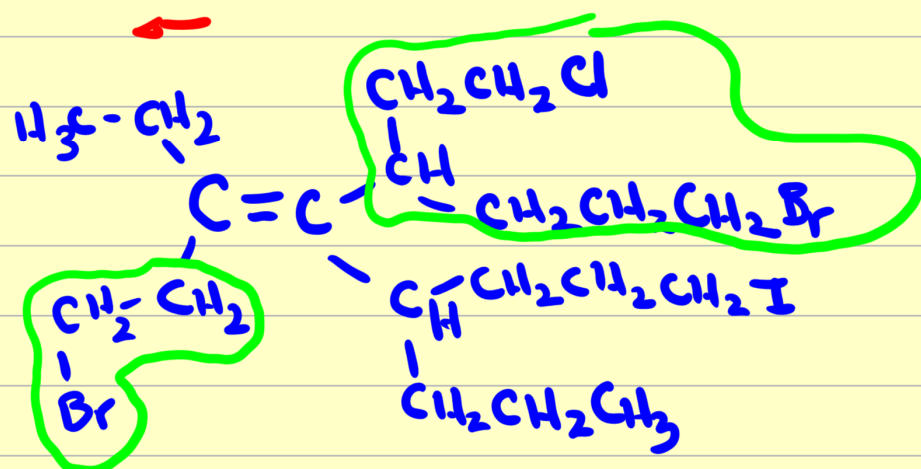 CH₂CH₂Cl
H₃C-CH₂
CH
C=C
CH₂CH₂CH₂Br
CH₂-CH₂
CH CH₂CH₂CH₂I
Br
CH₂CH₂CH₃